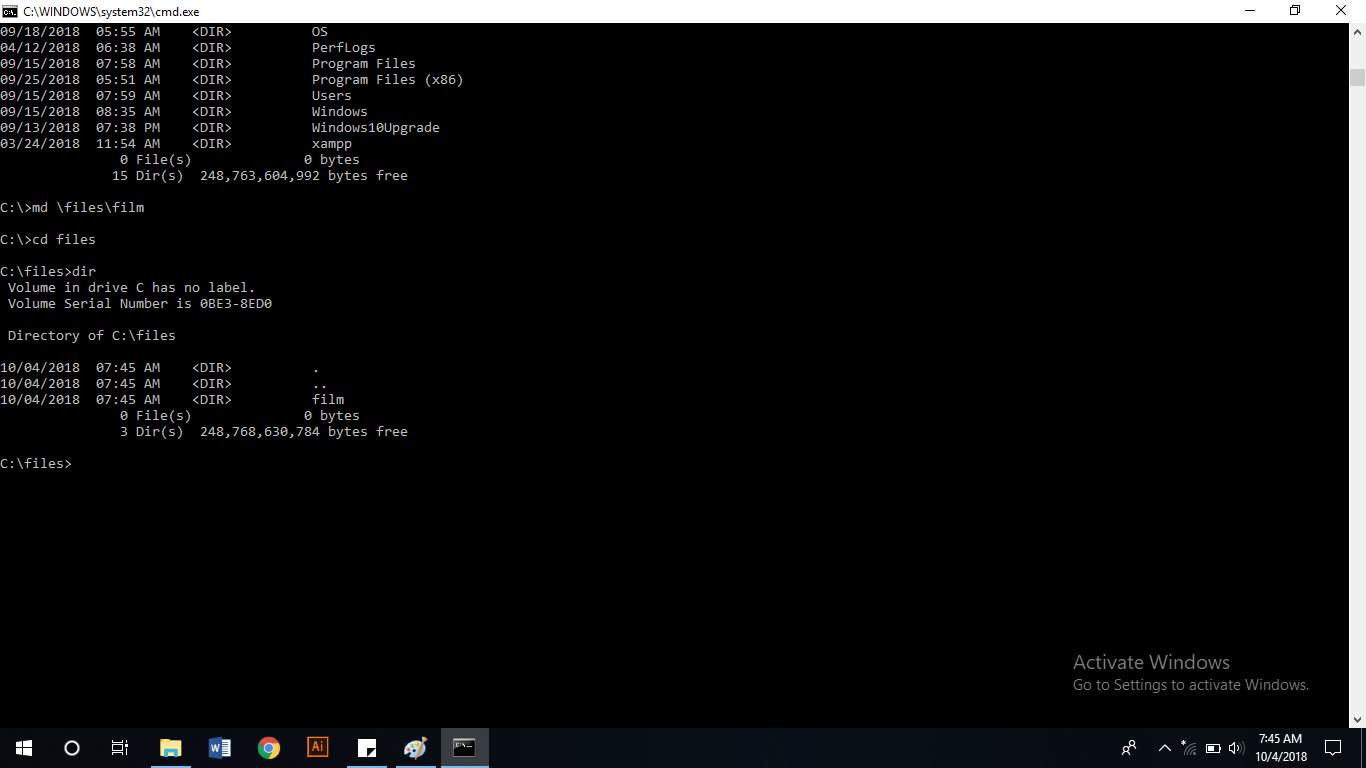 C:\WINDOWS\system32\cmd.exe
09/18/2018  05:55 AM    <DIR>          OS
04/12/2018  06:38 AM    <DIR>          PerfLogs
09/15/2018  07:58 AM    <DIR>          Program Files
09/25/2018  05:51 AM    <DIR>          Program Files (x86)
09/15/2018  07:59 AM    <DIR>          Users
09/15/2018  08:35 AM    <DIR>          Windows
09/13/2018  07:38 PM    <DIR>          Windows10Upgrade
03/24/2018  11:54 AM    <DIR>          xampp
               0 File(s)              0 bytes
              15 Dir(s)  248,763,604,992 bytes free
C:\>md \files\film
C:\>cd files
C:\files>dir
 Volume in drive C has no label.
 Volume Serial Number is 0BE3-8ED0
 Directory of C:\files
10/04/2018  07:45 AM    <DIR>          .
10/04/2018  07:45 AM    <DIR>          ..
10/04/2018  07:45 AM    <DIR>          film
               0 File(s)              0 bytes
               3 Dir(s)  248,768,630,784 bytes free
C:\files>
Activate Windows
Go to Settings to activate Windows.
Ai
7:45 AM
10/4/2018